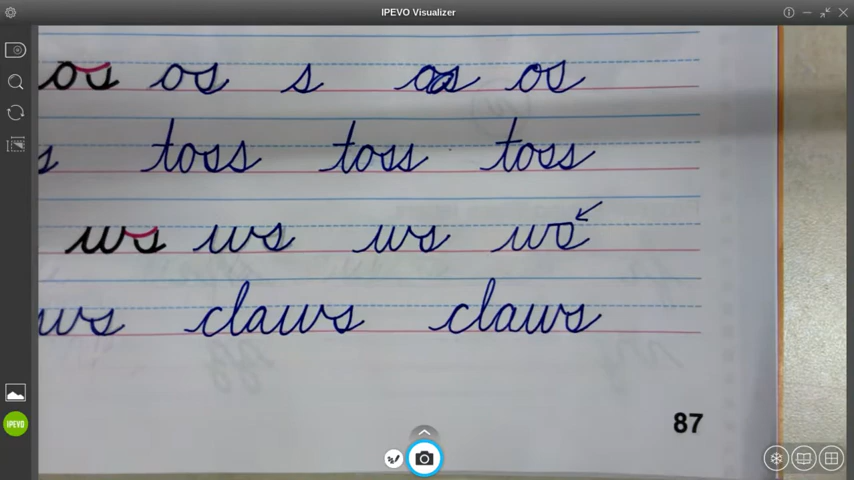 IPEVO Visualizer
os os s os os
s toss toss toss
ws ws ws ws
ws claws claws
87
IPEVO